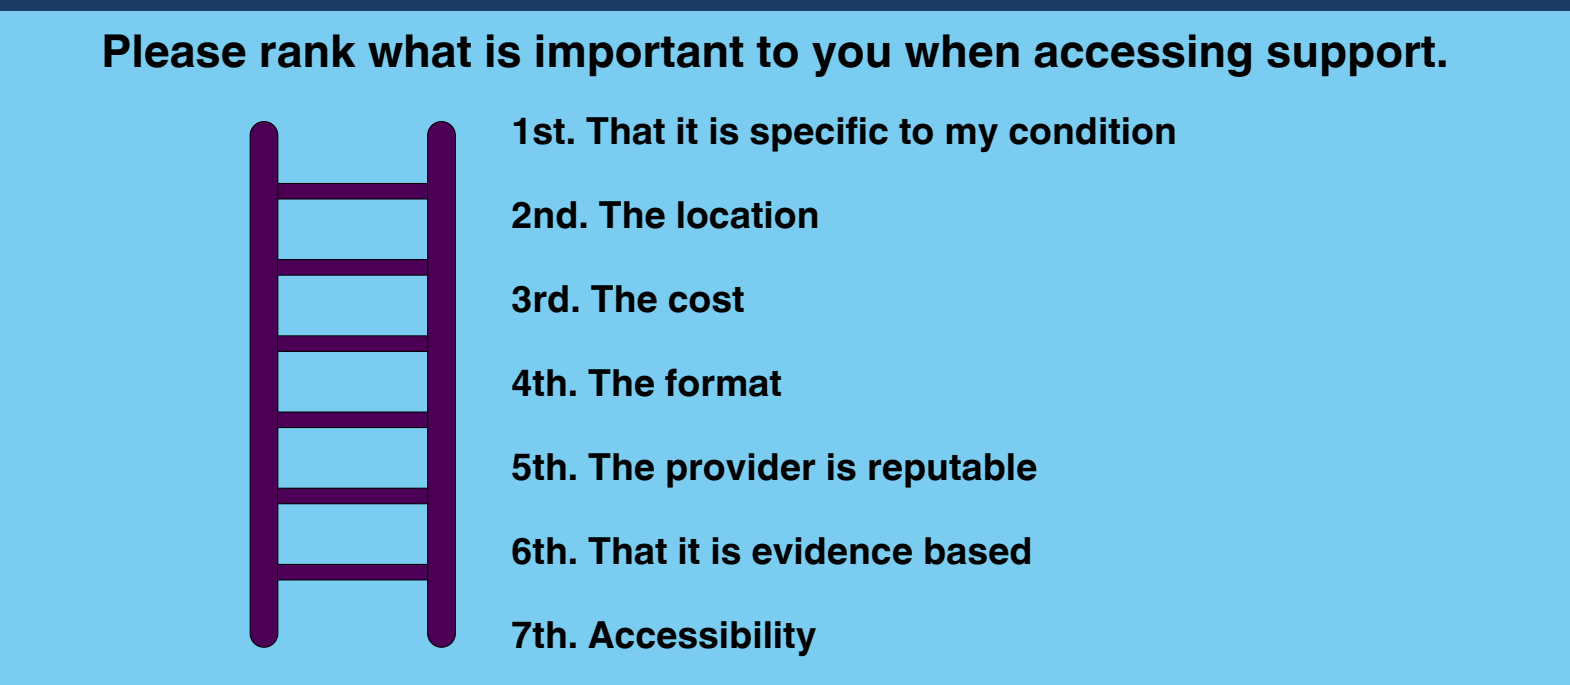 Please rank what is important to you when accessing support.
1st. That it is specific to my condition
2nd. The location
3rd. The cost
4th. The format
5th. The provider is reputable
6th. That it is evidence based
7th. Accessibility